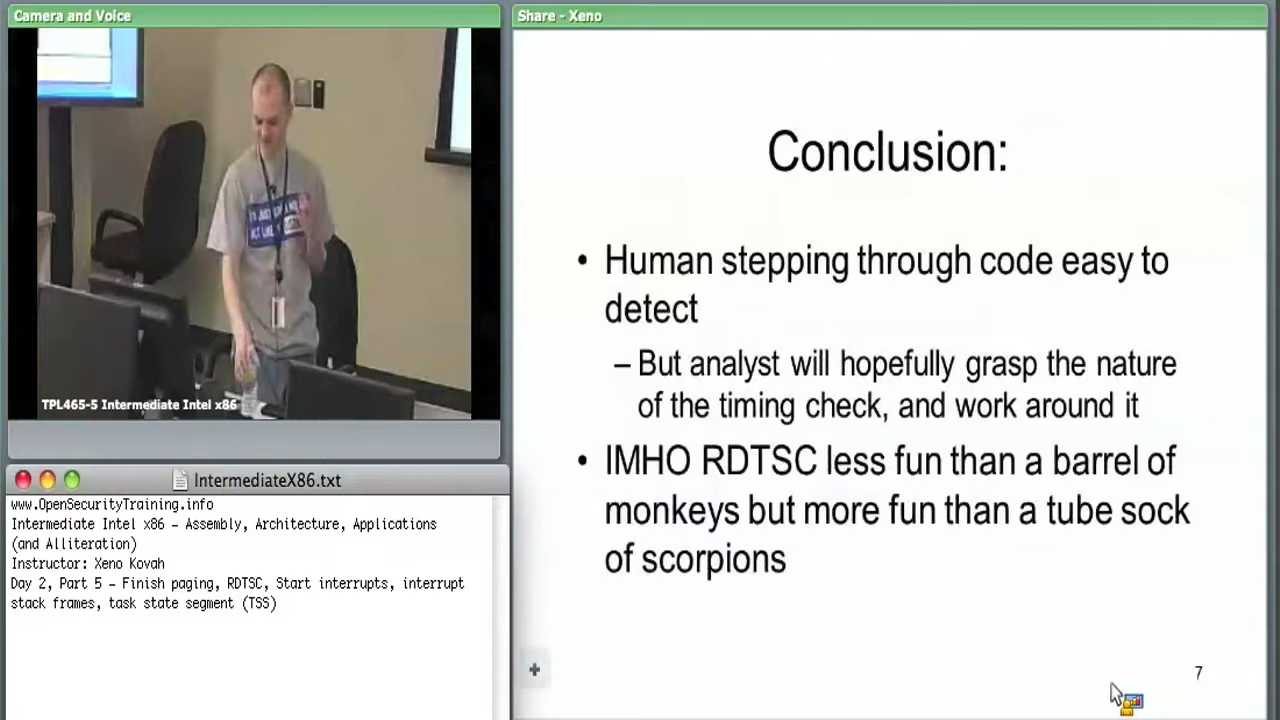 Camera and Voice
Share - Xeno
TPL465-5 Intermediate Intel x86
IntermediateX86.txt
www.OpenSecurityTraining.info
Intermediate Intel x86 – Assembly, Architecture, Applications
(and Alliteration)
Instructor: Xeno Kovah
Day 2, Part 5 – Finish paging, RDTSC, Start interrupts, interrupt
stack frames, task state segment (TSS)
Conclusion:
• Human stepping through code easy to
detect
– But analyst will hopefully grasp the nature
of the timing check, and work around it
• IMHO RDTSC less fun than a barrel of
monkeys but more fun than a tube sock
of scorpions
7